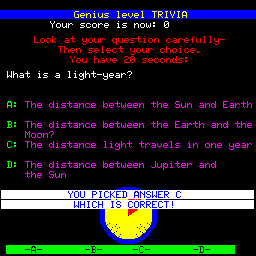 Genius level TRIVIA
Your score is now: 0
Look at your question carefully-
Then select your choice.
You have 20 seconds:
What is a light-year?
A: The distance between the Sun and Earth
B: The distance between the Earth and the
Moon?
C: The distance light travels in one year
D: The distance between Jupiter and
the Sun
YOU PICKED ANSWER C
WHICH IS CORRECT!
-A- -B- -C- -D-